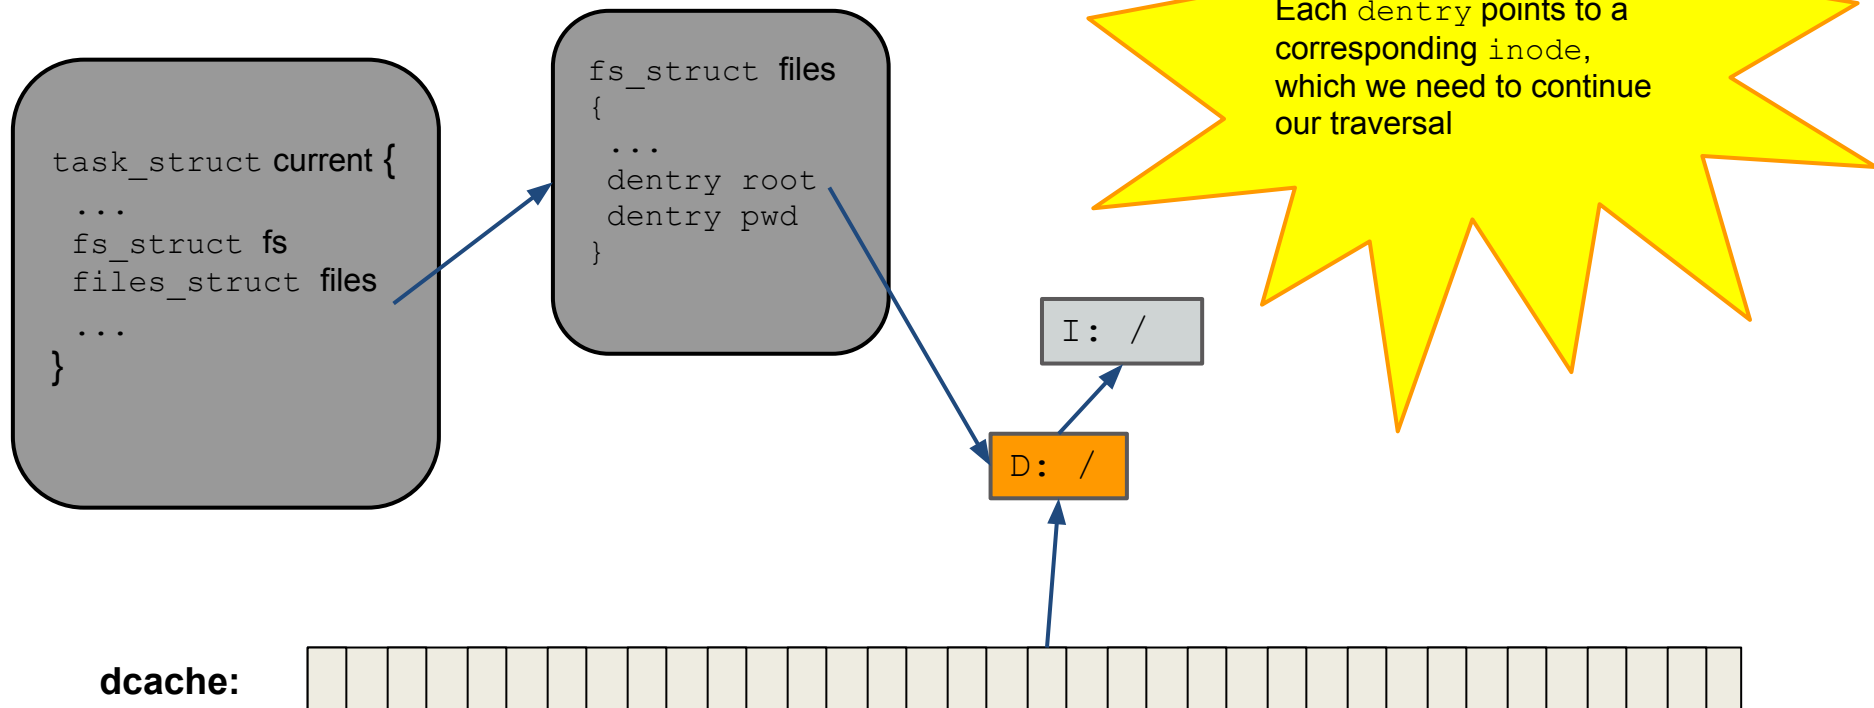 task_struct current {
...
fs_struct fs
files_struct files
...
}
fs_struct files
{
...
dentry root
dentry pwd
}
Each dentry points to a
corresponding inode,
which we need to continue
our traversal
I: /
D: /
dcache: